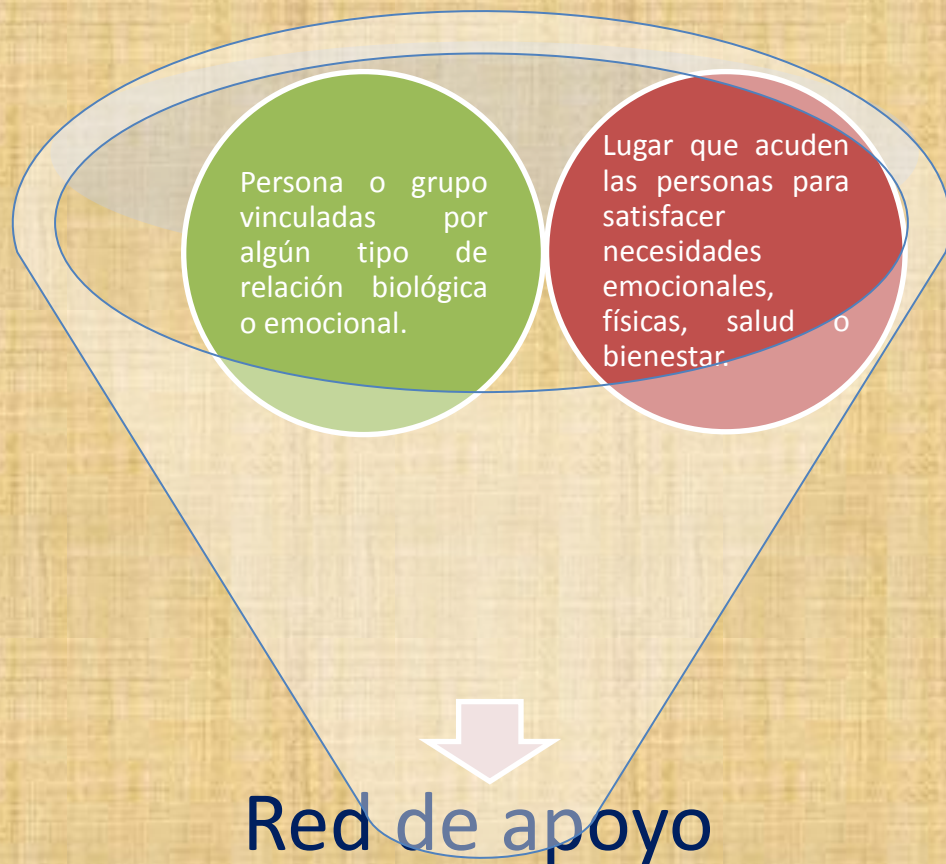 Persona o grupo
vinculadas por
algún tipo de
relación biológica
o emocional.
Lugar que acuden
las personas para
satisfacer
necesidades
emocionales,
físicas, salud o
bienestar.
Red de apoyo